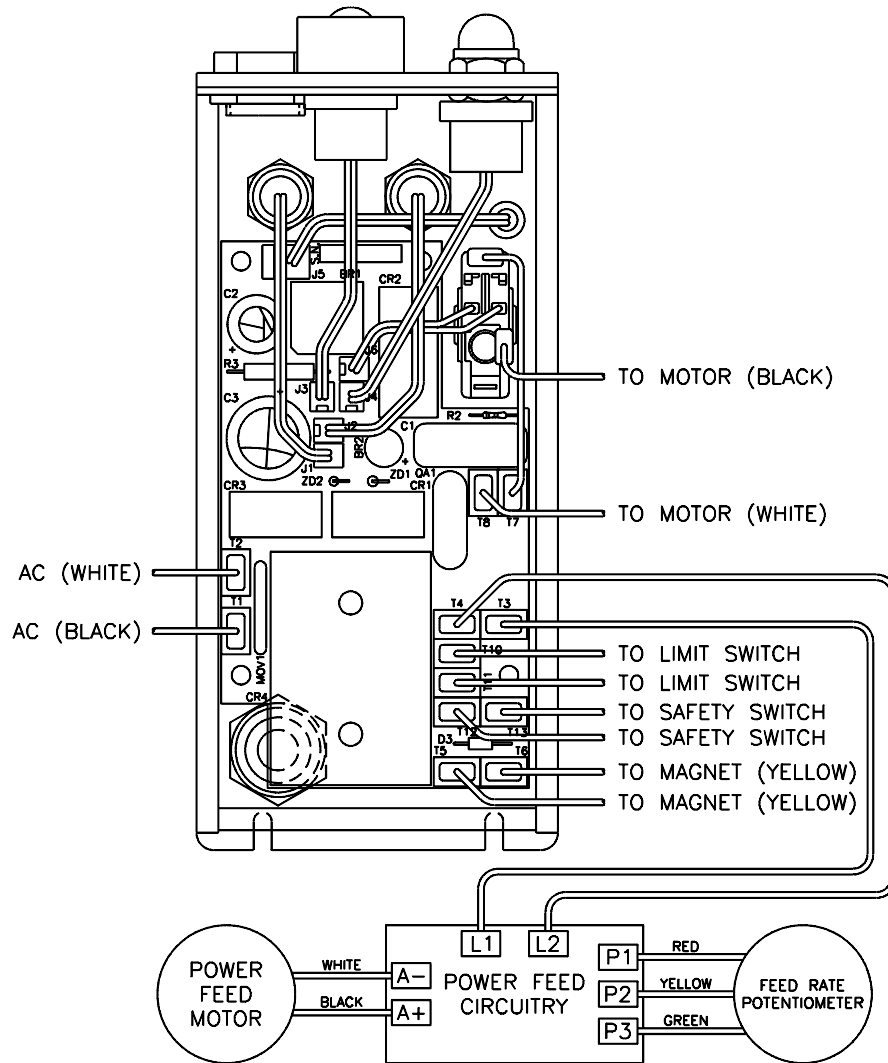 S.N.
J5
BR1
CR2
C2
+
R3
J6
J3
J4
C3
J2
C1
R2
BR2
+
J1
ZD2
ZD1
QA1
CR3
CR1
T8
T7
T2
T1
T4
T3
T10
T11
MOV1
CR4
T12
T13
D3
T5
T6
TO MOTOR (BLACK)
TO MOTOR (WHITE)
AC (WHITE)
AC (BLACK)
TO LIMIT SWITCH
TO LIMIT SWITCH
TO SAFETY SWITCH
TO SAFETY SWITCH
TO MAGNET (YELLOW)
TO MAGNET (YELLOW)
L1
L2
POWER
FEED
MOTOR
WHITE
BLACK
A-
A+
POWER FEED
CIRCUITRY
P1
P2
P3
RED
YELLOW
GREEN
FEED RATE
POTENTIOMETER